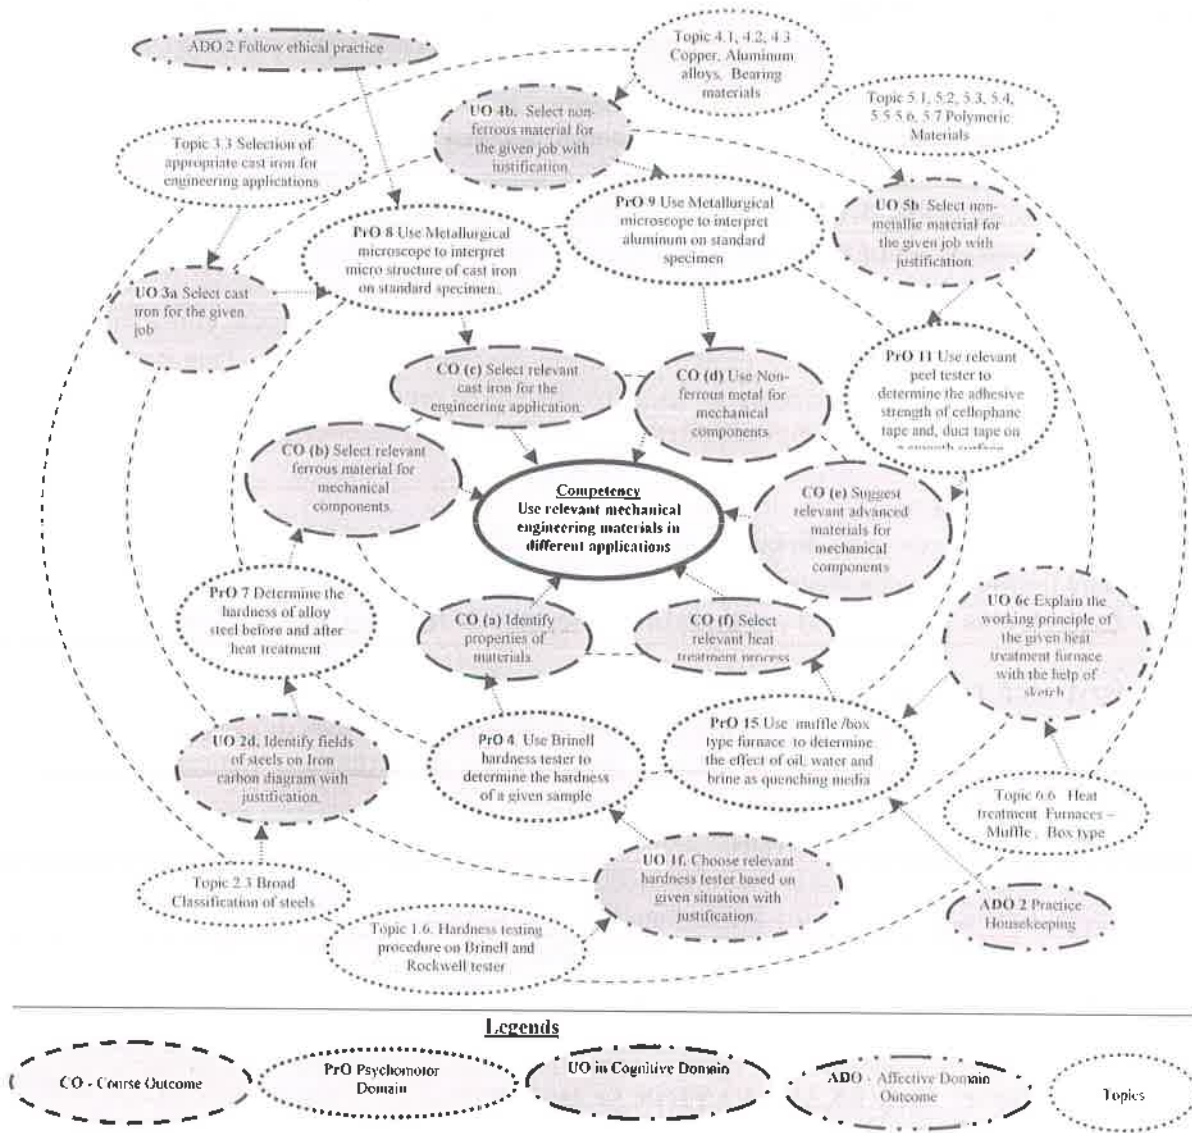 ADO 2 Follow ethical practice
Topic 4.1, 4.2, 4.3
Copper, Aluminum
alloys, Bearing
materials
Topic 5.1, 5.2, 5.3, 5.4,
5.5 5.6, 5.7 Polymeric
Materials
UO 4b. Select non-
ferrous material for
the given job with
justification.
Topic 3.3 Selection of
appropriate cast iron for
engineering applications
PrO 8 Use Metallurgical
microscope to interpret
micro structure of cast iron
on standard specimen..
PrO 9 Use Metallurgical
microscope to interpret
aluminum on standard
specimen
UO 5b Select non-
metallic material for
the given job with
justification.
UO 3a Select cast
iron for the given
job
CO (c) Select relevant
cast iron for the
engineering application.
CO (d) Use Non-
ferrous metal for
mechanical
components.
PrO 11 Use relevant
peel tester to
determine the adhesive
strength of cellophane
tape and, duct tape on
a smooth surface
CO (b) Select relevant
ferrous material for
mechanical
components.
Competency
Use relevant mechanical
engineering materials in
different applications
CO (e) Suggest
relevant advanced
materials for
mechanical
components
PrO 7 Determine the
hardness of alloy
steel before and after
heat treatment
CO (a) Identify
properties of
materials.
CO (f) Select
relevant heat
treatment process
UO 6c Explain the
working principle of
the given heat
treatment furnace
with the help of
sketch
UO 2d. Identify fields
of steels on Iron
carbon diagram with
justification.
PrO 4. Use Brinell
hardness tester to
determine the hardness
of a given sample
PrO 15 Use muffle /box
type furnace to determine
the effect of oil, water and
brine as quenching media
Topic 6.6 Heat
treatment Furnaces –
Muffle , Box type
Topic 2.3 Broad
Classification of steels
UO 1f. Choose relevant
hardness tester based on
given situation with
justification.
ADO 2 Practice
Housekeeping
Topic 1.6. Hardness testing
procedure on Brinell and
Rockwell tester
Legends
CO - Course Outcome
PrO Psychomotor
Domain
UO in Cognitive Domain
ADO - Affective Domain
Outcome
Topics